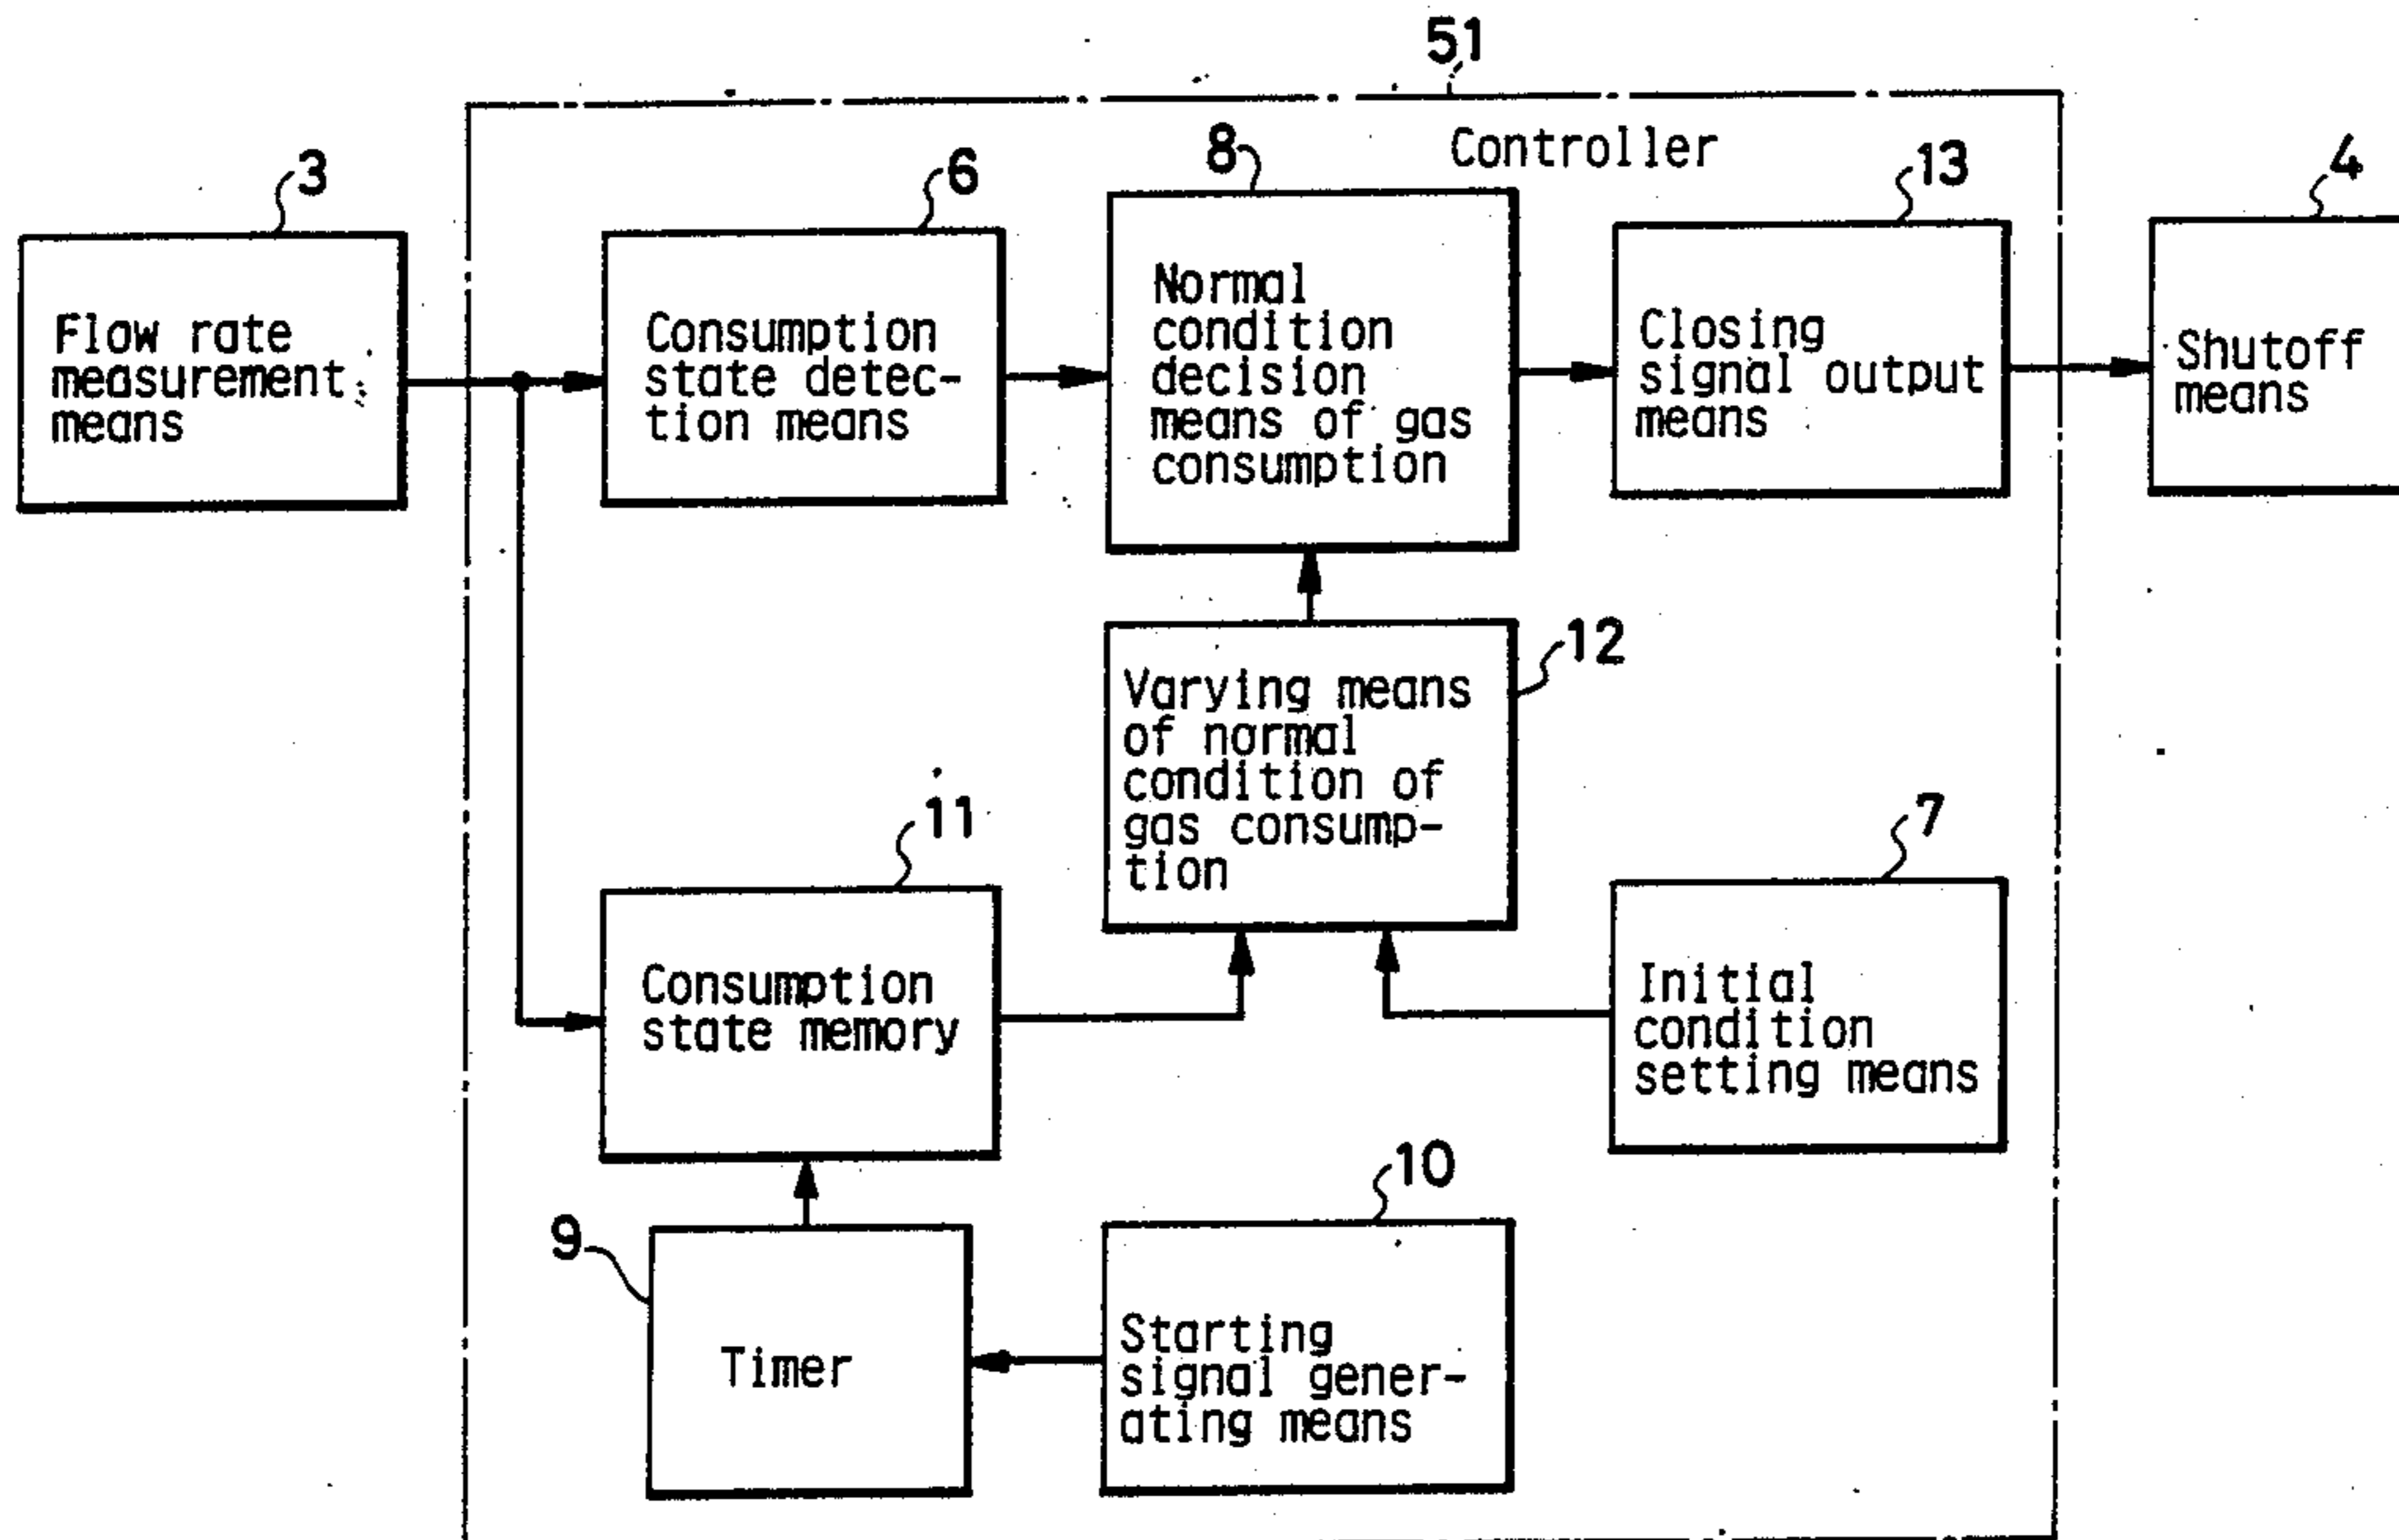 51
Controller
3
Flow rate
measurement
means
6
Consumption
state detec-
tion means
8
Normal
condition
decision
means of gas
consumption
13
Closing
signal output
means
4
Shutoff
means
12
Varying means
of normal
condition of
gas consump-
tion
11
Consumption
state memory
7
Initial
condition
setting means
9
Timer
10
Starting
signal gener-
ating means